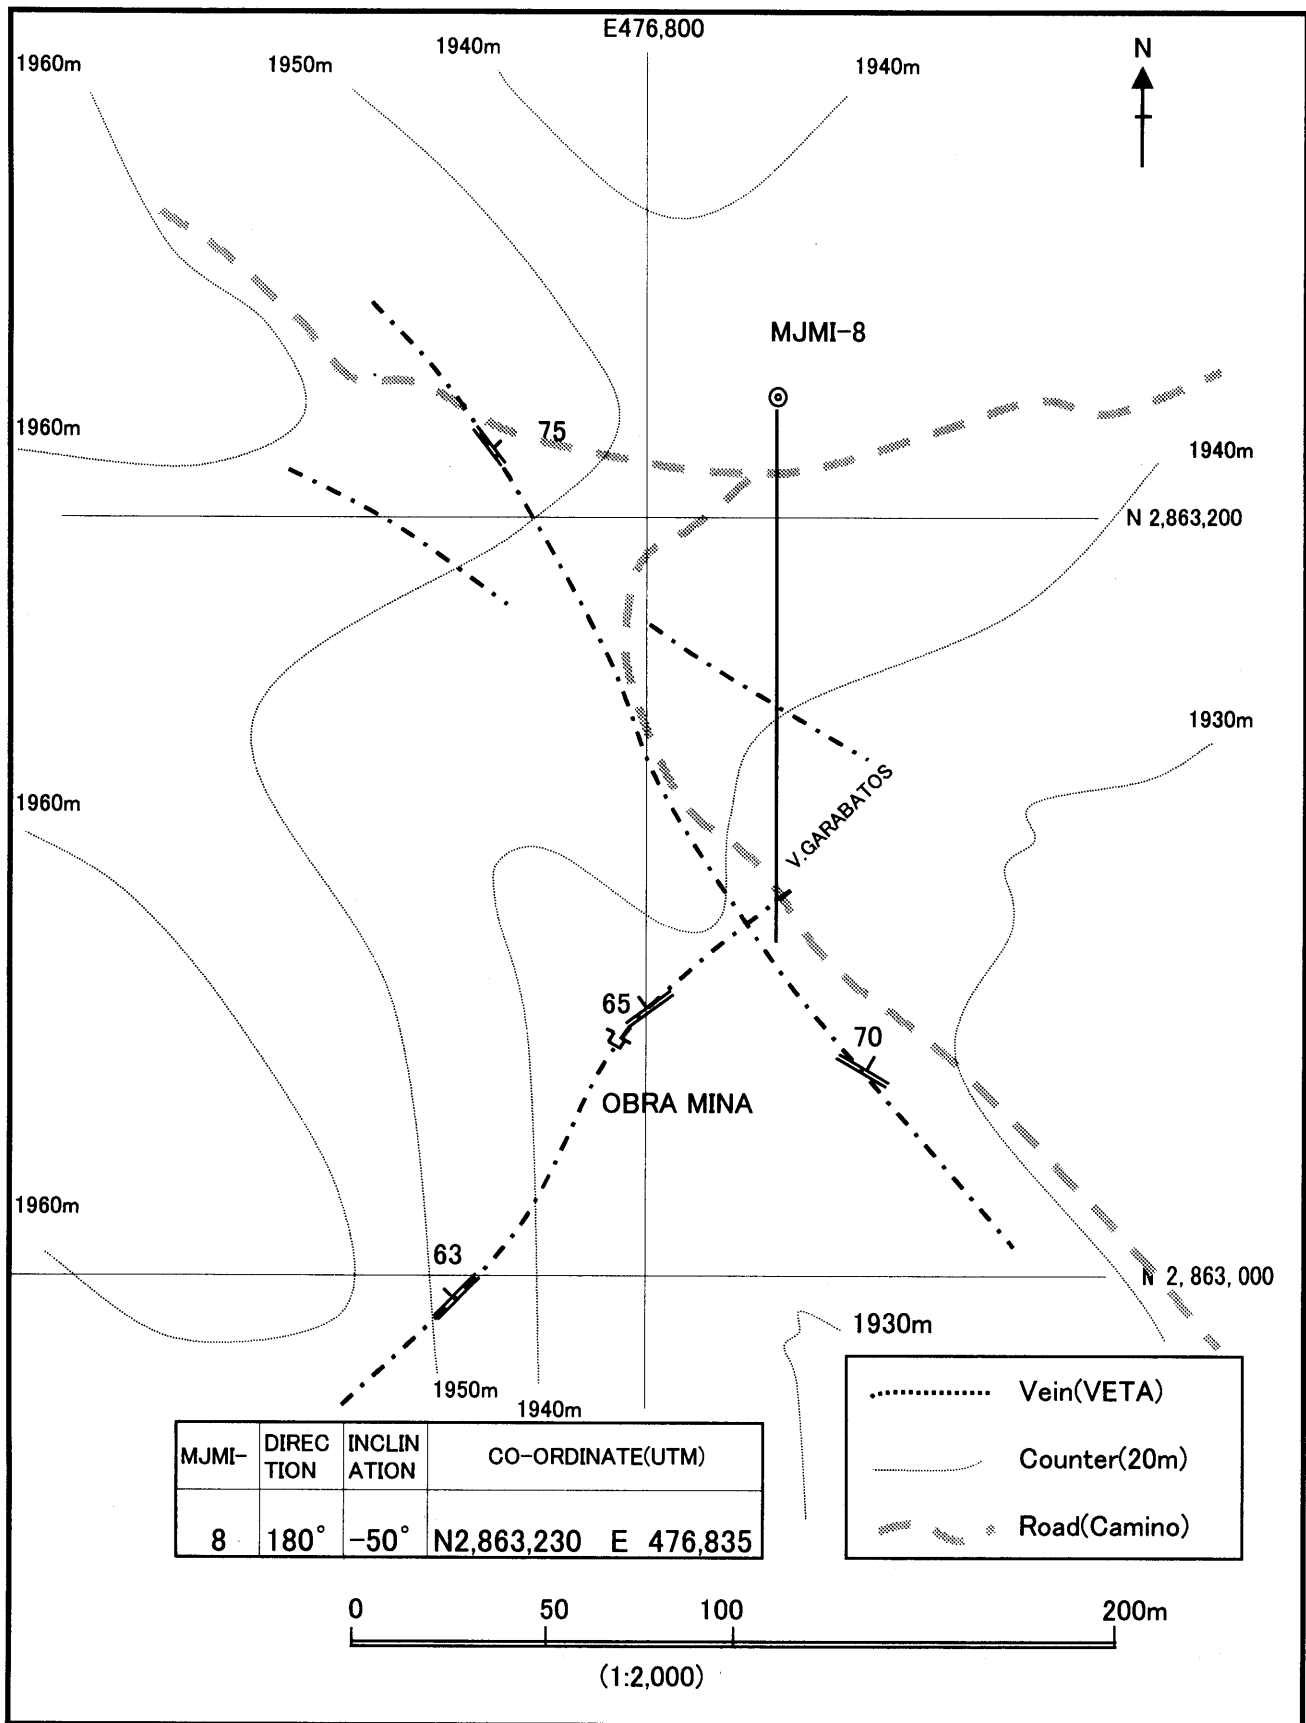 E476,800
1960m
1950m
1940m
1940m
N
MJMI-8
1960m
75
1940m
N 2,863,200
1930m
V.GARABATOS
1960m
65
70
OBRA MINA
1960m
63
N 2,863,000
1930m
1950m
1940m
MJMI-
DIREC
TION
INCLIN
ATION
CO-ORDINATE(UTM)
8
180°
-50°
N2,863,230 E 476,835
Vein(VETA)
Counter(20m)
Road(Camino)
0
50
100
200m
(1:2,000)